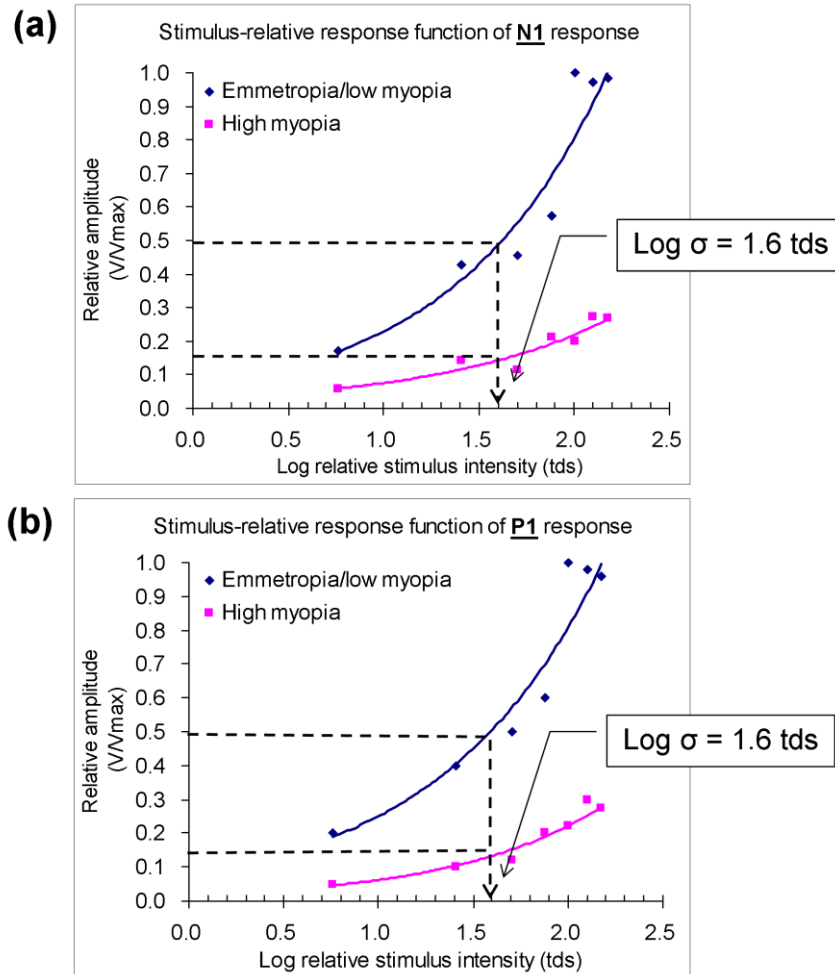 (a)
Stimulus-relative response function of N1 response
Relative amplitude
(V/Vmax)
1.0
0.9
0.8
0.7
0.6
0.5
0.4
0.3
0.2
0.1
0.0
Emmetropia/low myopia
High myopia
Log σ = 1.6 tds
0.0 0.5 1.0 1.5 2.0 2.5
Log relative stimulus intensity (tds)
(b)
Stimulus-relative response function of P1 response
Relative amplitude
(V/Vmax)
1.0
0.9
0.8
0.7
0.6
0.5
0.4
0.3
0.2
0.1
0.0
Emmetropia/low myopia
High myopia
Log σ = 1.6 tds
0.0 0.5 1.0 1.5 2.0 2.5
Log relative stimulus intensity (tds)